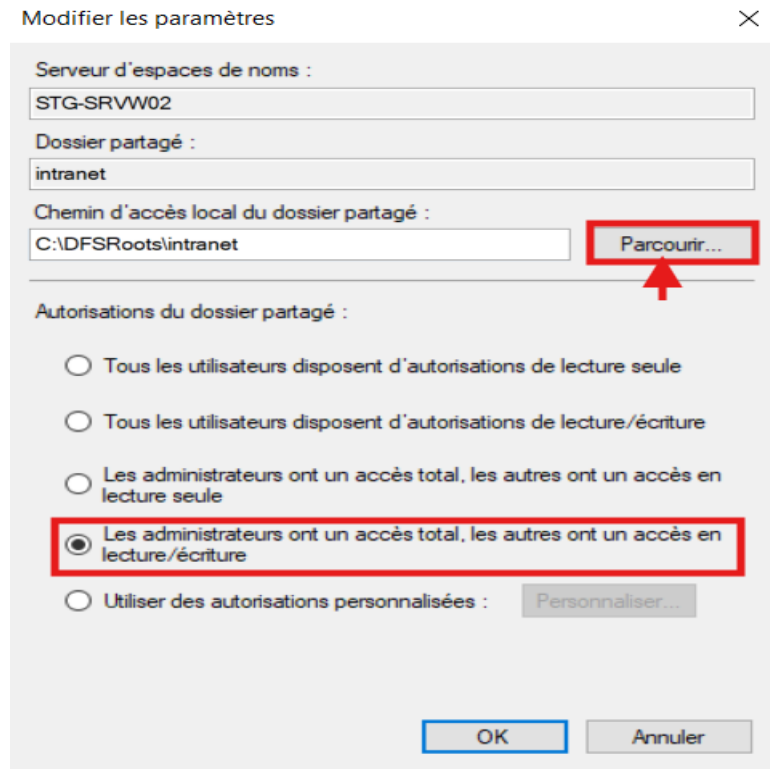 Modifier les paramètres
Serveur d'espaces de noms :
STG-SRVW02
Dossier partagé :
intranet
Chemin d'accès local du dossier partagé :
C:\DFSRoots\intranet
Parcourir...
Autorisations du dossier partagé :
Tous les utilisateurs disposent d'autorisations de lecture seule
Tous les utilisateurs disposent d'autorisations de lecture/écriture
Les administrateurs ont un accès total, les autres ont un accès en
lecture seule
Les administrateurs ont un accès total, les autres ont un accès en
lecture/écriture
Utiliser des autorisations personnalisées :
Personnaliser...
OK
Annuler